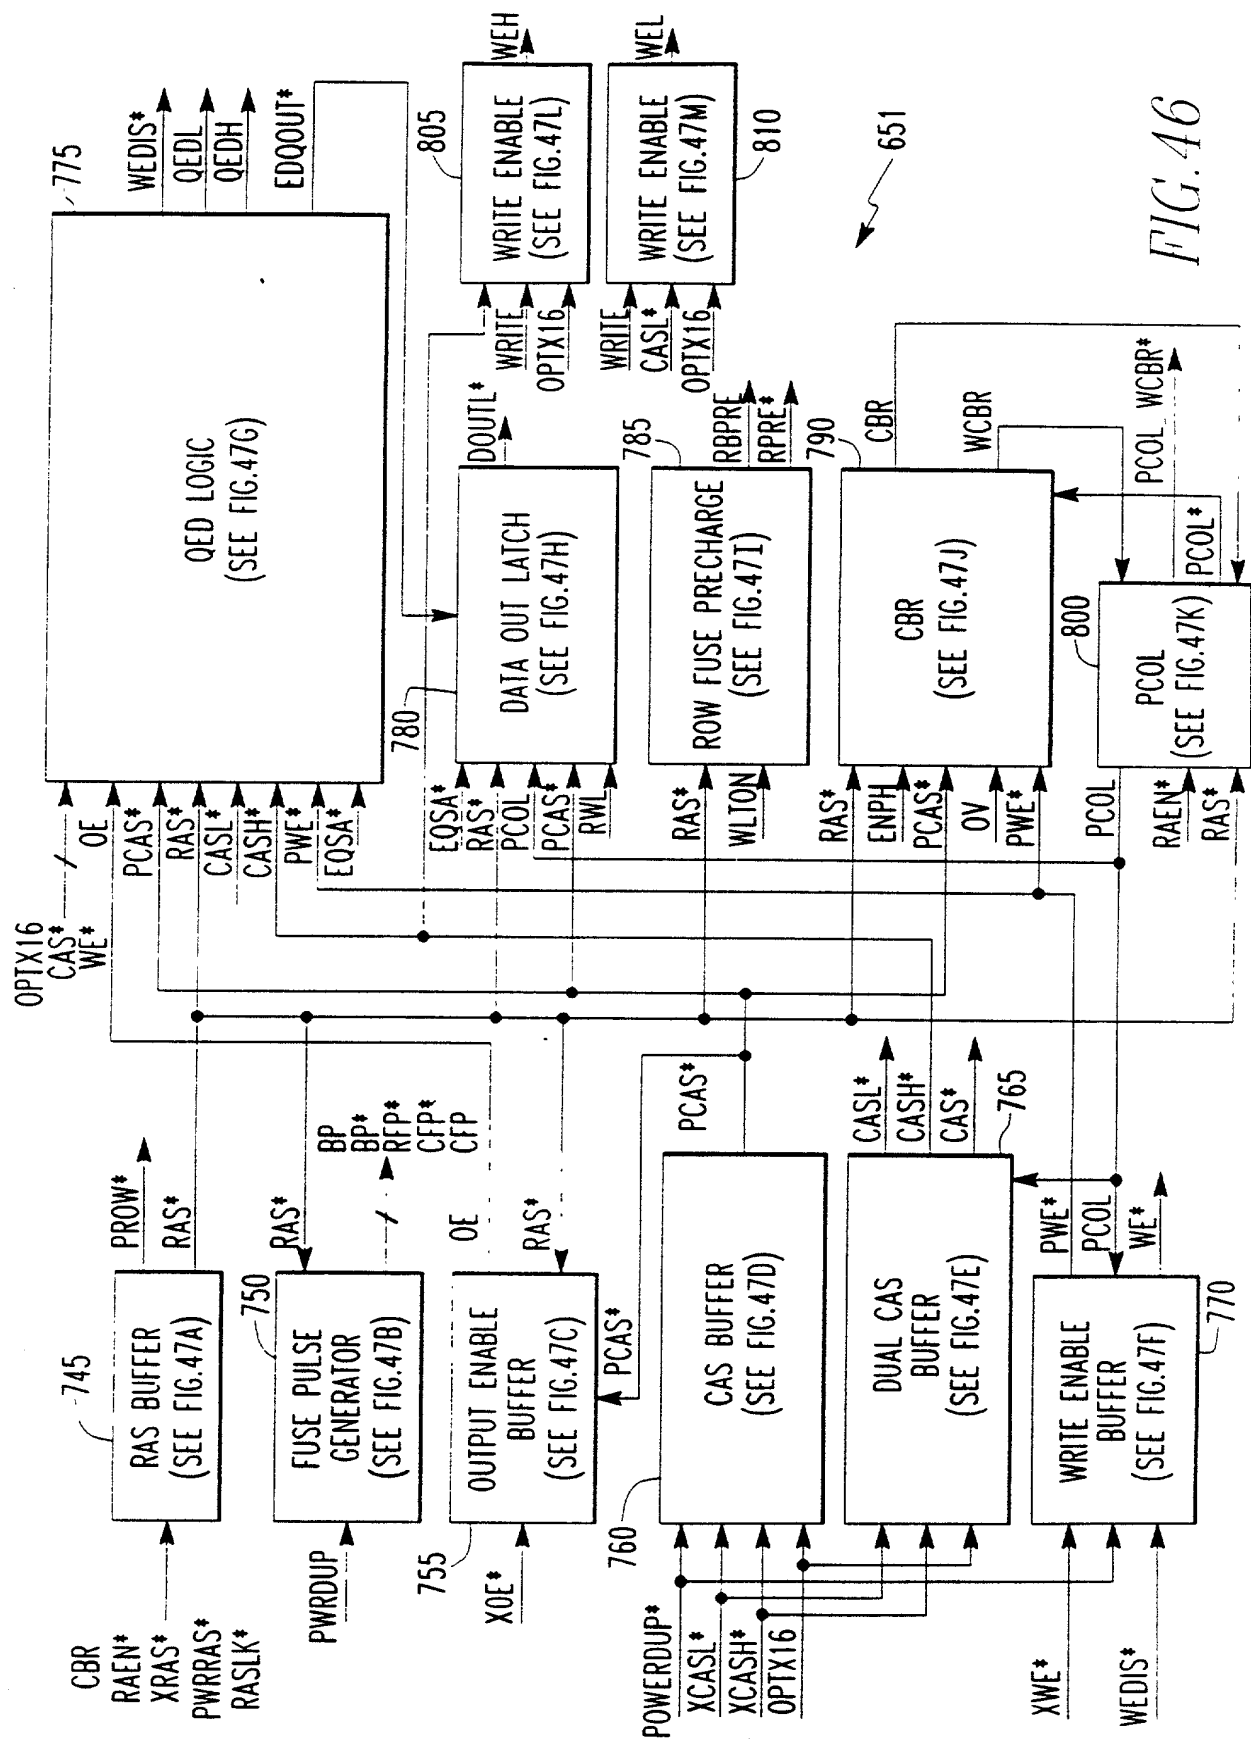 CBR
RAEN*
XRAS*
PWRRAS*
RASLK*
745
RAS BUFFER
(SEE FIG.47A)
PROW*
RAS*
PWRDUP
750
FUSE PULSE
GENERATOR
(SEE FIG.47B)
RAS*
BP
BP*
RFP*
CFP*
CFP
XOE*
755
OUTPUT ENABLE
BUFFER
(SEE FIG.47C)
OE
RAS*
PCAS*
POWERDUP*
XCASL*
XCASH*
OPTX16
760
CAS BUFFER
(SEE FIG.47D)
PCAS*
DUAL CAS
BUFFER
(SEE FIG.47E)
CASL*
CASH*
CAS*
765
XWE*
WEDIS*
WRITE ENABLE
BUFFER
(SEE FIG.47F)
PWE*
PCOL
WE*
770
OPTX16
CAS*
WE*
OE
PCAS*
RAS*
CASL*
CASH*
PWE*
EQSA*
QED LOGIC
(SEE FIG.47G)
775
WEDIS*
QEDL
QEDH
EDQOUT*
EQSA*
RAS*
PCOL
PCAS*
RWL
780
DATA OUT LATCH
(SEE FIG.47H)
DOUTL*
WRITE
OPTX16
805
WRITE ENABLE
(SEE FIG.47L)
WEH
WRITE
CASL*
OPTX16
WRITE ENABLE
(SEE FIG.47M)
810
WEL
RAS*
WLTON
ROW FUSE PRECHARGE
(SEE FIG.47I)
785
RBPRE
RPRE*
RAS*
ENPH
PCAS*
OV
PWE*
CBR
(SEE FIG.47J)
790
CBR
WCBR
PCOL
RAEN*
RAS*
800
PCOL
(SEE FIG.47K)
PCOL WCBR*
PCOL*
651
FIG.46